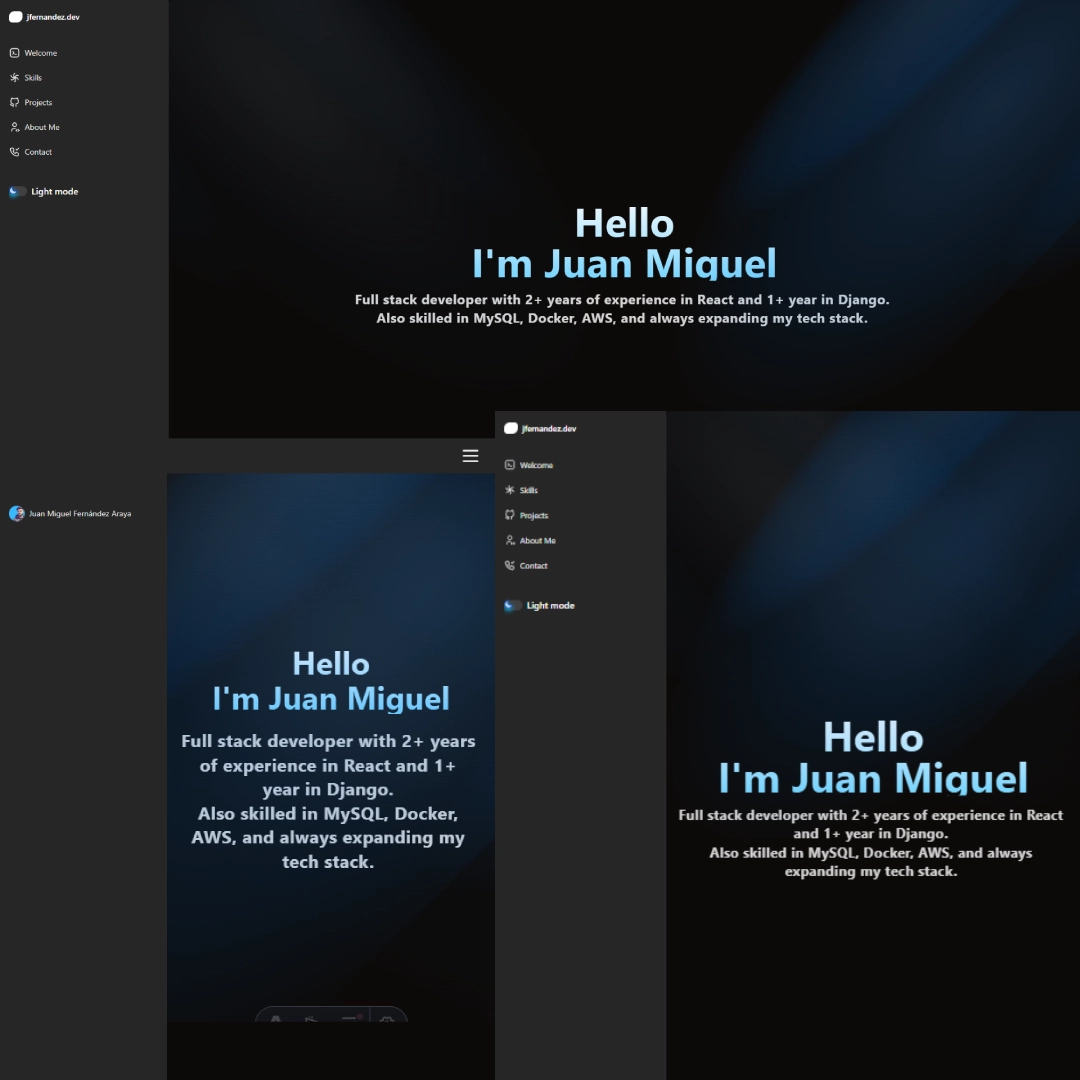 jfernandez.dev
Welcome
Skills
Projects
About Me
Contact
Light mode
Hello
I'm Juan Miguel
Full stack developer with 2+ years of experience in React and 1+ year in Django.
Also skilled in MySQL, Docker, AWS, and always expanding my tech stack.
Juan Miguel Fernández Araya
Hello
I'm Juan Miguel
Full stack developer with 2+ years
of experience in React and 1+
year in Django.
Also skilled in MySQL, Docker,
AWS, and always expanding my
tech stack.
jfernandez.dev
Welcome
Skills
Projects
About Me
Contact
Light mode
Hello
I'm Juan Miguel
Full stack developer with 2+ years of experience in React
and 1+ year in Django.
Also skilled in MySQL, Docker, AWS, and always
expanding my tech stack.